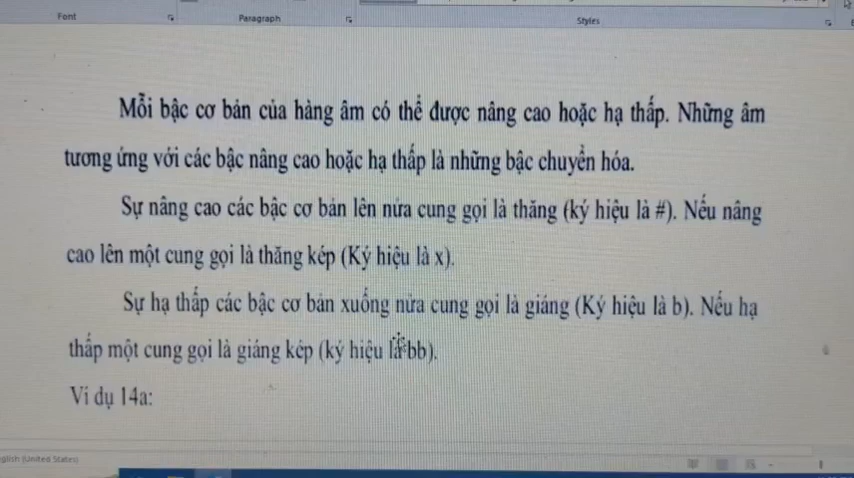 Font Paragraph Styles
Mỗi bậc cơ bản của hàng âm có thể được nâng cao hoặc hạ thấp. Những âm
tương ứng với các bậc nâng cao hoặc hạ thấp là những bậc chuyển hóa.
Sự nâng cao các bậc cơ bản lên nửa cung gọi là thăng (ký hiệu là #). Nếu nâng
cao lên một cung gọi là thăng kép (Ký hiệu là x).
Sự hạ thấp các bậc cơ bản xuống nửa cung gọi là giáng (Ký hiệu là b). Nếu hạ
thấp một cung gọi là giáng kép (ký hiệu là bb).
Ví dụ 14a:
glish (United States)